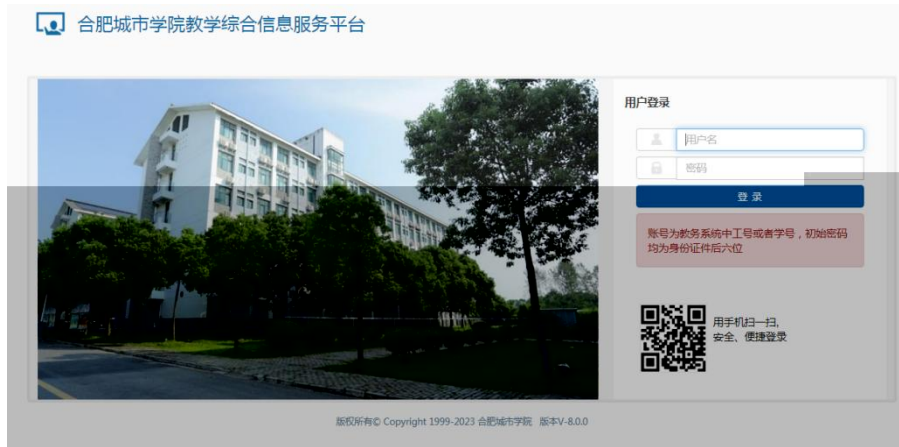 合肥城市学院教学综合信息服务平台
用户登录
用户名
密码
登 录
账号为教务系统中工号或者学号，初始密码
均为身份证件后六位
用手机扫一扫,
安全、便捷登录
版权所有© Copyright 1999-2023 合肥城市学院 版本V-8.0.0